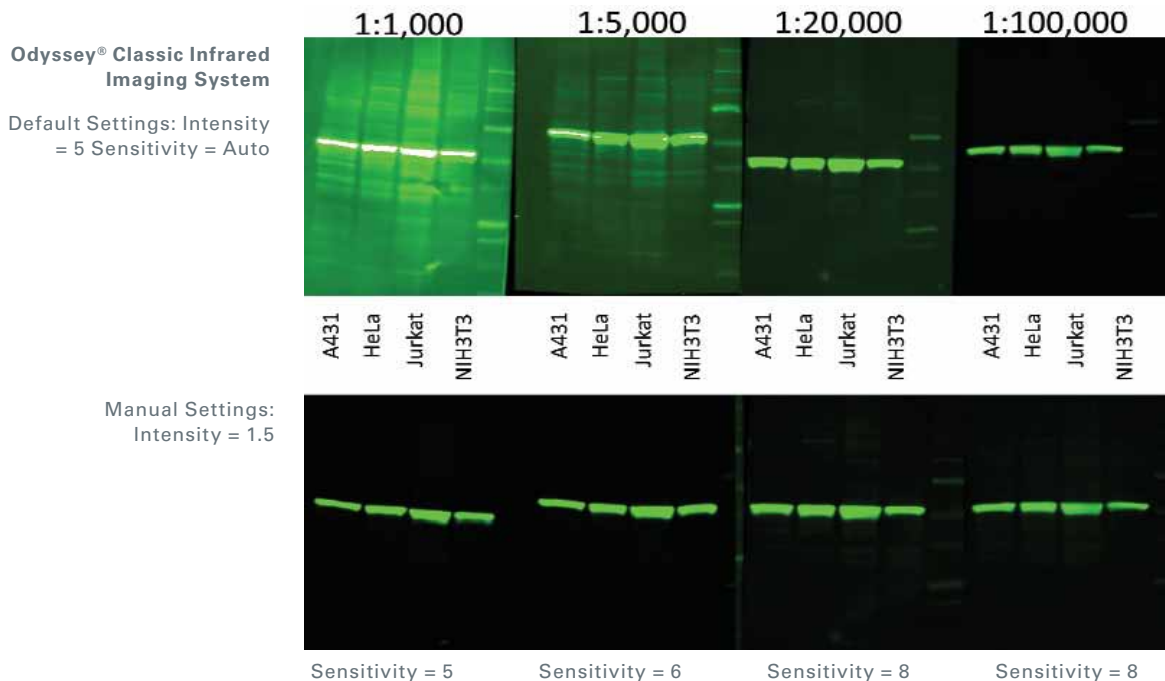 1:1,000 1:5,000 1:20,000 1:100,000
Odyssey® Classic Infrared
Imaging System
Default Settings: Intensity
= 5 Sensitivity = Auto
A431 HeLa Jurkat NIH3T3 A431 HeLa Jurkat NIH3T3 A431 HeLa Jurkat NIH3T3 A431 HeLa Jurkat NIH3T3
Manual Settings:
Intensity = 1.5
Sensitivity = 5 Sensitivity = 6 Sensitivity = 8 Sensitivity = 8